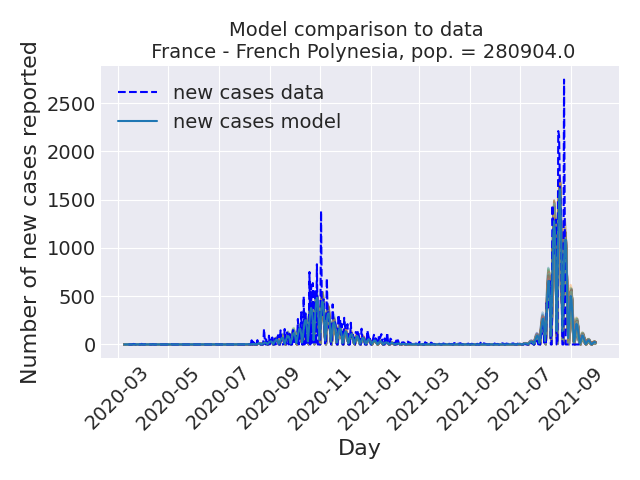 Model comparison to data
France - French Polynesia, pop. = 280904.0
new cases data
new cases model
Number of new cases reported
2500
2000
1500
1000
500
0
2020-03
2020-05
2020-07
2020-09
2020-11
2021-01
2021-03
2021-05
2021-07
2021-09
Day